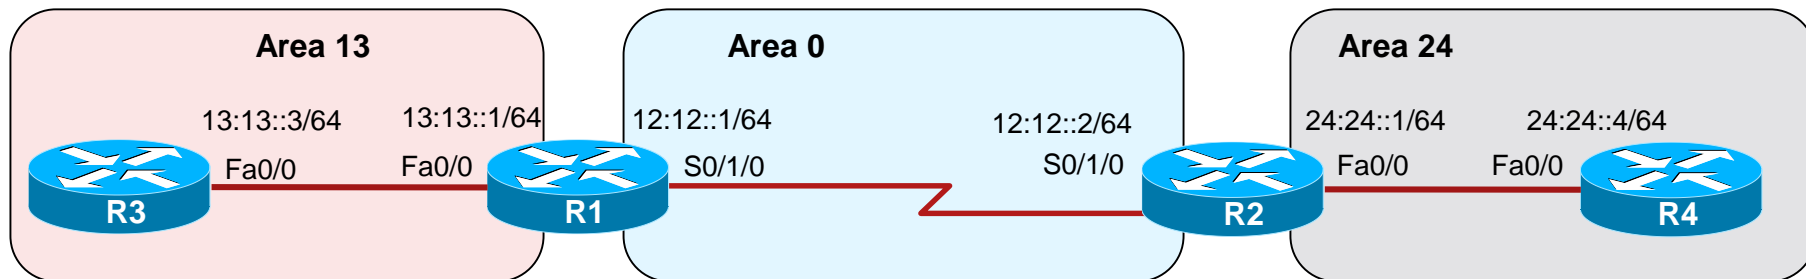 Area 13
Area 0
Area 24
13:13::3/64
13:13::1/64
12:12::1/64
12:12::2/64
24:24::1/64
24:24::4/64
Fa0/0
Fa0/0
S0/1/0
S0/1/0
Fa0/0
Fa0/0
R3
R1
R2
R4